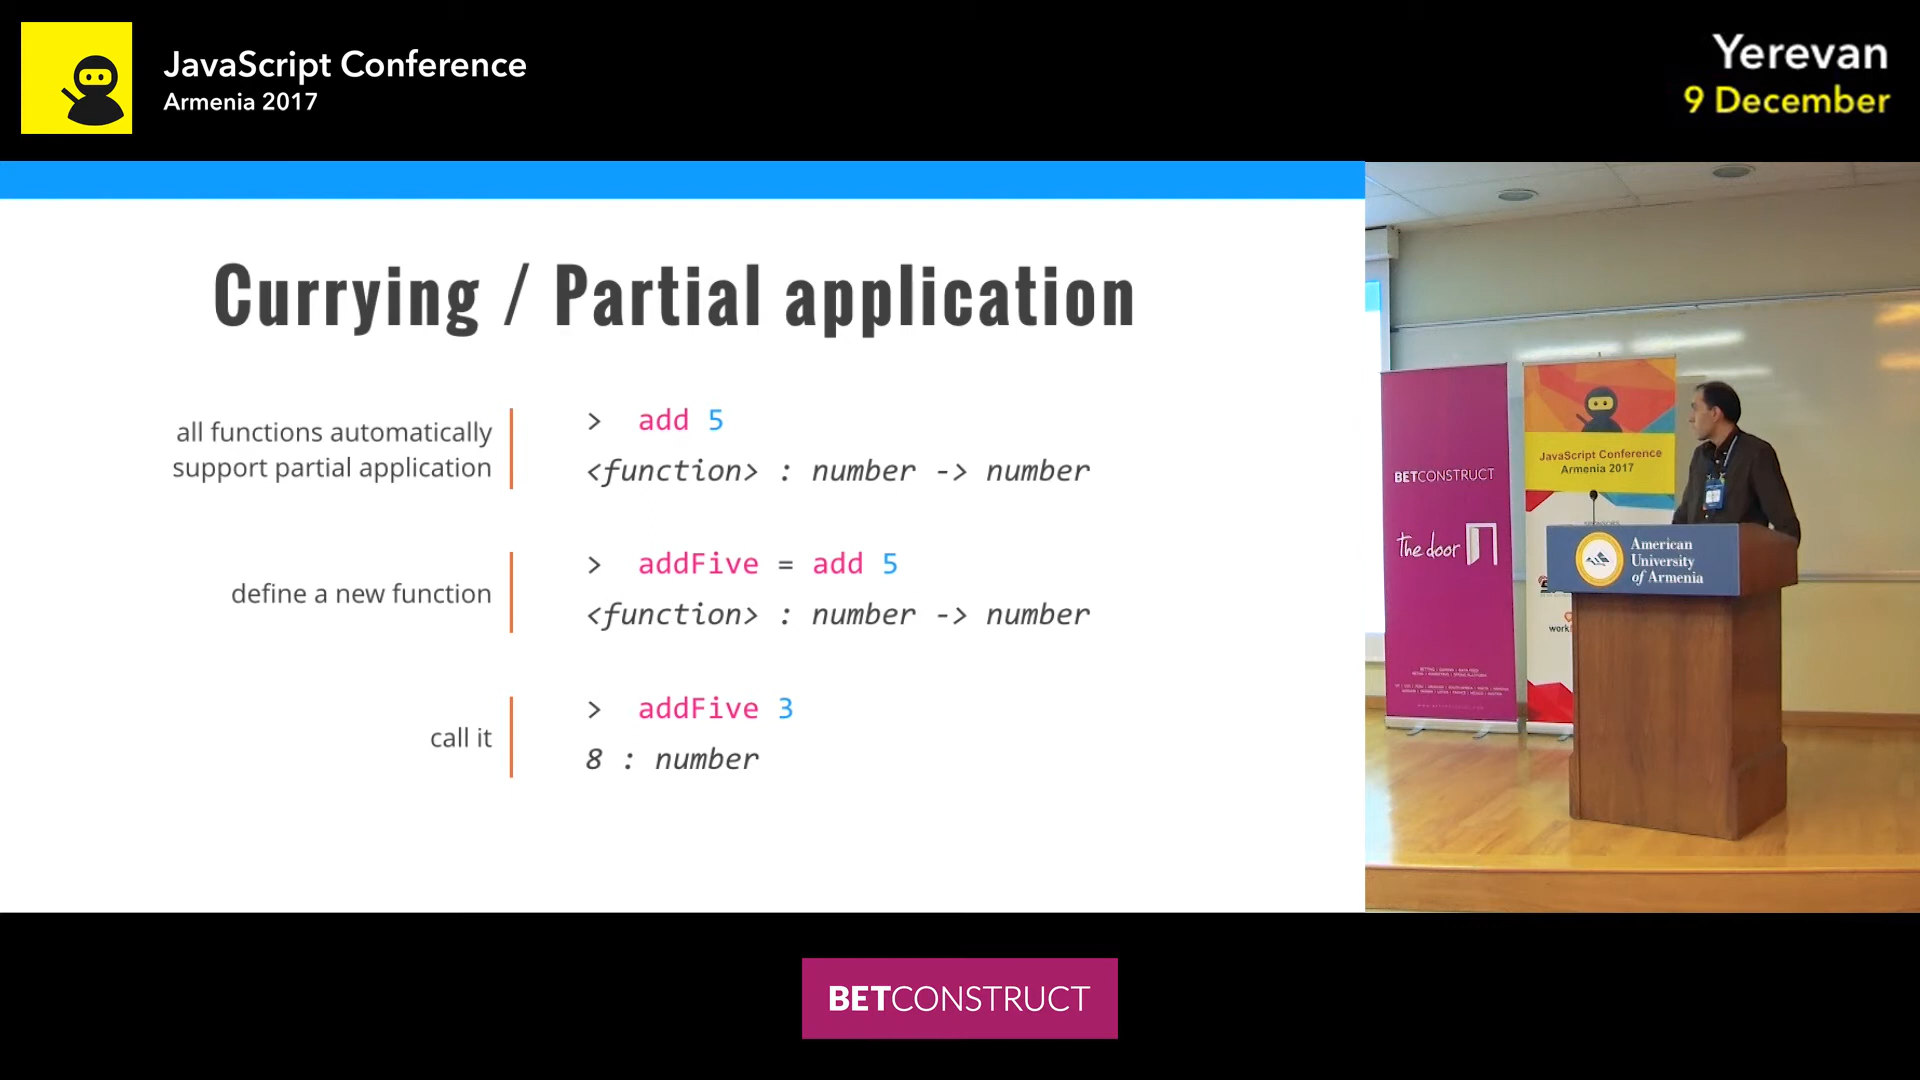 JavaScript Conference
Armenia 2017
Yerevan
9 December
Currying / Partial application
all functions automatically
support partial application
> add 5
<function> : number -> number
define a new function
> addFive = add 5
<function> : number -> number
call it
> addFive 3
8 : number
BETCONSTRUCT
the door
JavaScript Conference
Armenia 2017
American
University
of Armenia
BETCONSTRUCT